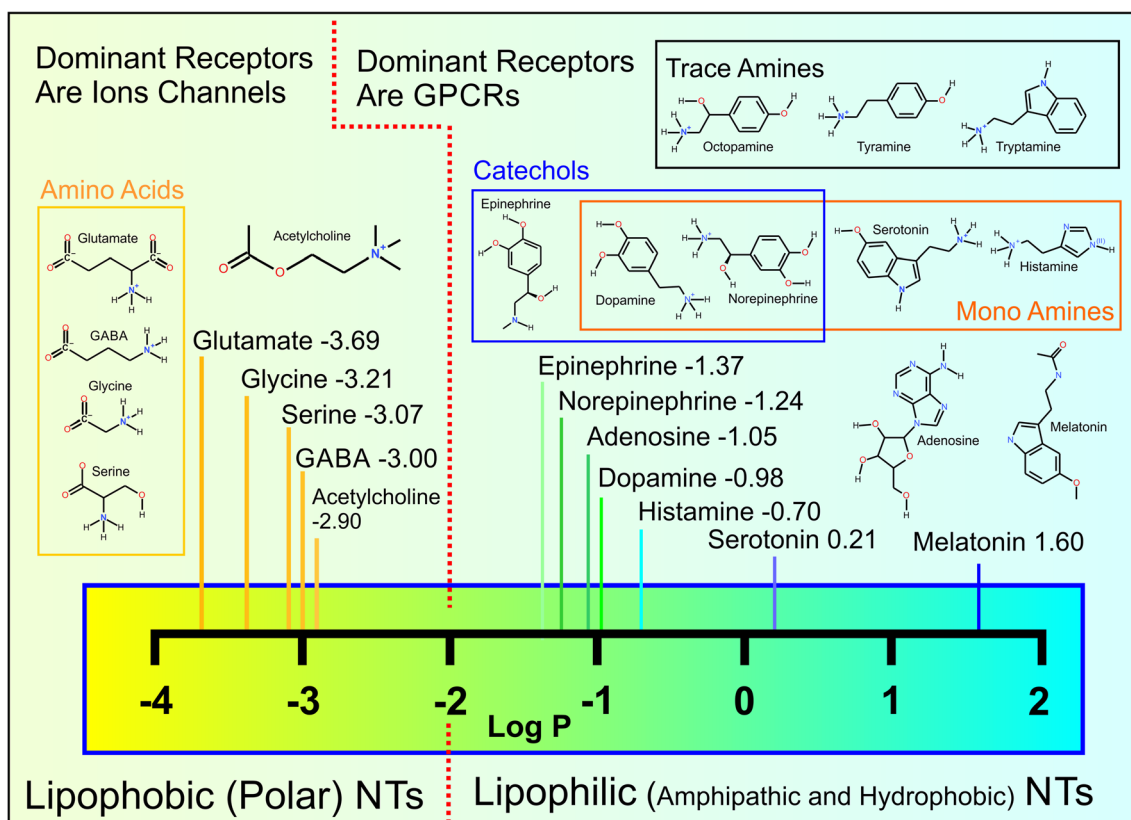 Dominant Receptors
Are Ions Channels
Dominant Receptors
Are GPCRs
Trace Amines
Octopamine
Tyramine
Tryptamine
Amino Acids
Glutamate
GABA
Glycine
Serine
Acetylcholine
Catechols
Epinephrine
Dopamine
Norepinephrine
Serotonin
Histamine
Mono Amines
Adenosine
Melatonin
Glutamate -3.69
Glycine -3.21
Serine -3.07
GABA -3.00
Acetylcholine
-2.90
Epinephrine -1.37
Norepinephrine -1.24
Adenosine -1.05
Dopamine -0.98
Histamine -0.70
Serotonin 0.21
Melatonin 1.60
-4 -3 -2 -1 0 1 2
Log P
Lipophobic (Polar) NTs
Lipophilic (Amphipathic and Hydrophobic) NTs